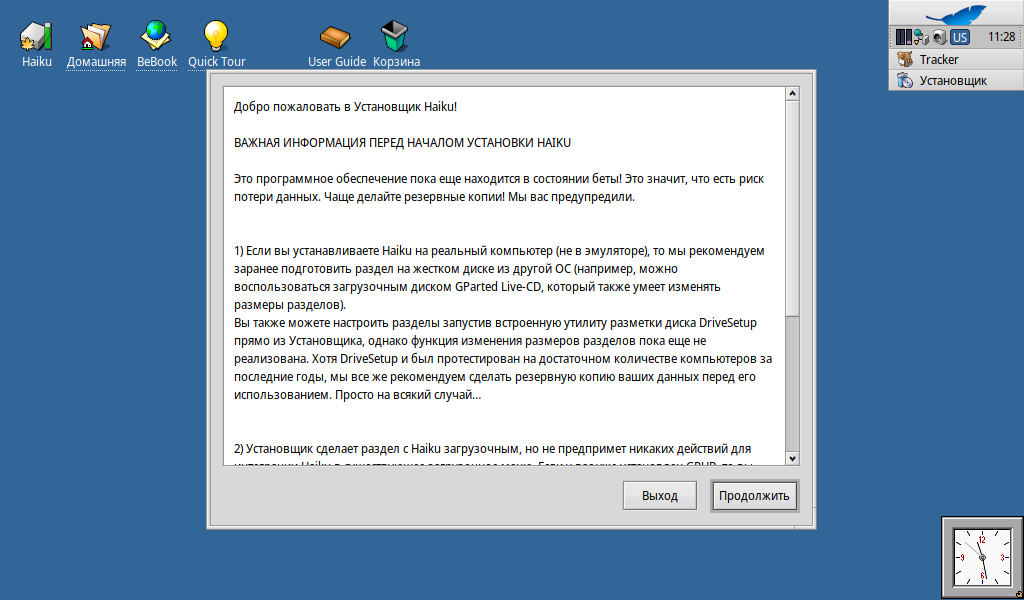 Haiku
Домашняя
BeBook
Quick Tour
User Guide
Корзина
US
11:28
Tracker
Установщик
Добро пожаловать в Установщик Haiku!
ВАЖНАЯ ИНФОРМАЦИЯ ПЕРЕД НАЧАЛОМ УСТАНОВКИ HAIKU
Это программное обеспечение пока еще находится в состоянии беты! Это значит, что есть риск
потери данных. Чаще делайте резервные копии! Мы вас предупредили.
1) Если вы устанавливаете Haiku на реальный компьютер (не в эмуляторе), то мы рекомендуем
заранее подготовить раздел на жестком диске из другой ОС (например, можно
воспользоваться загрузочным диском GParted Live-CD, который также умеет изменять
размеры разделов).
Вы также можете настроить разделы запустив встроенную утилиту разметки диска DriveSetup
прямо из Установщика, однако функция изменения размеров разделов пока еще не
реализована. Хотя DriveSetup и был протестирован на достаточном количестве компьютеров за
последние годы, мы все же рекомендуем сделать резервную копию ваших данных перед его
использованием. Просто на всякий случай...
2) Установщик сделает раздел с Haiku загрузочным, но не предпримет никаких действий для
Выход
Продолжить
12
3
6
9